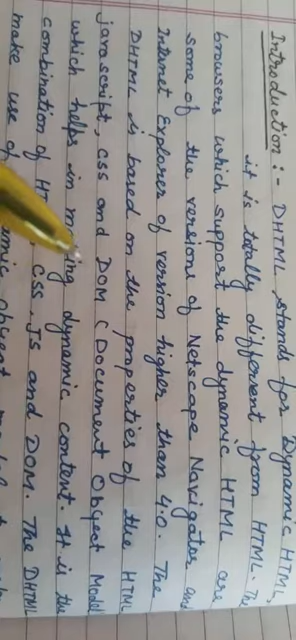 Introduction :- DHTML stands for Dynamic HTML,
it is totally different from HTML. The
browsers which support the dynamic HTML are
some of the versions of Netscape Navigator and
Internet Explorer of version higher than 4.0. The
DHTML is based on the properties of the HTML
javascript, css and DOM (Document Object Model
which helps in making dynamic content. It is the
combination of CSS, JS and DOM. The DHTML
make use of